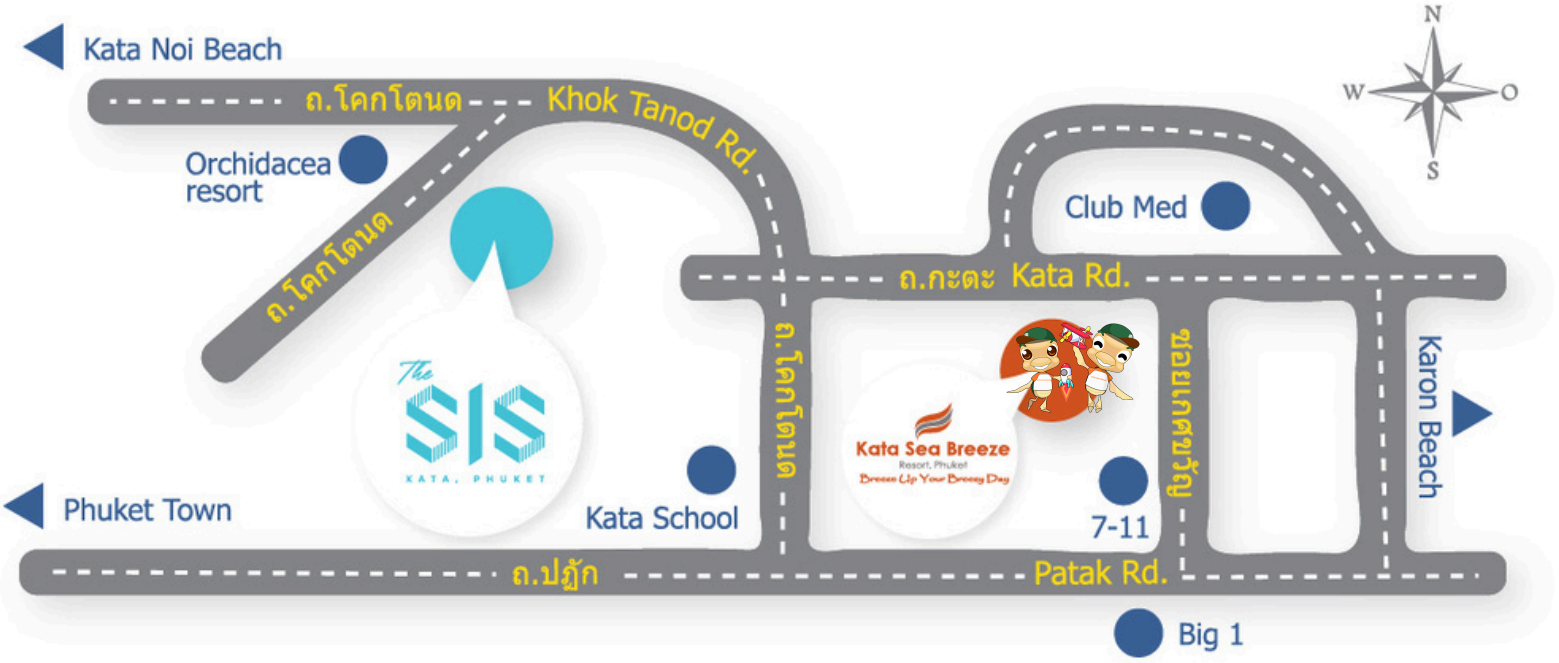 N
Kata Noi Beach
ถ.โคกโตนด
Khok Tanod Rd.
W
O
S
Orchidacea
resort
Club Med
ถ.โคกโตนด
ถ.กะตะ Kata Rd.
ถ.โคกโตนด
ซอยเกศขวัญ
Karon Beach
The
SIS
KATA, PHUKET
Kata Sea Breeze
Resort, Phuket
Breeze Up Your Breezy Day
Phuket Town
Kata School
7-11
ถ.ปฏัก
Patak Rd.
Big 1